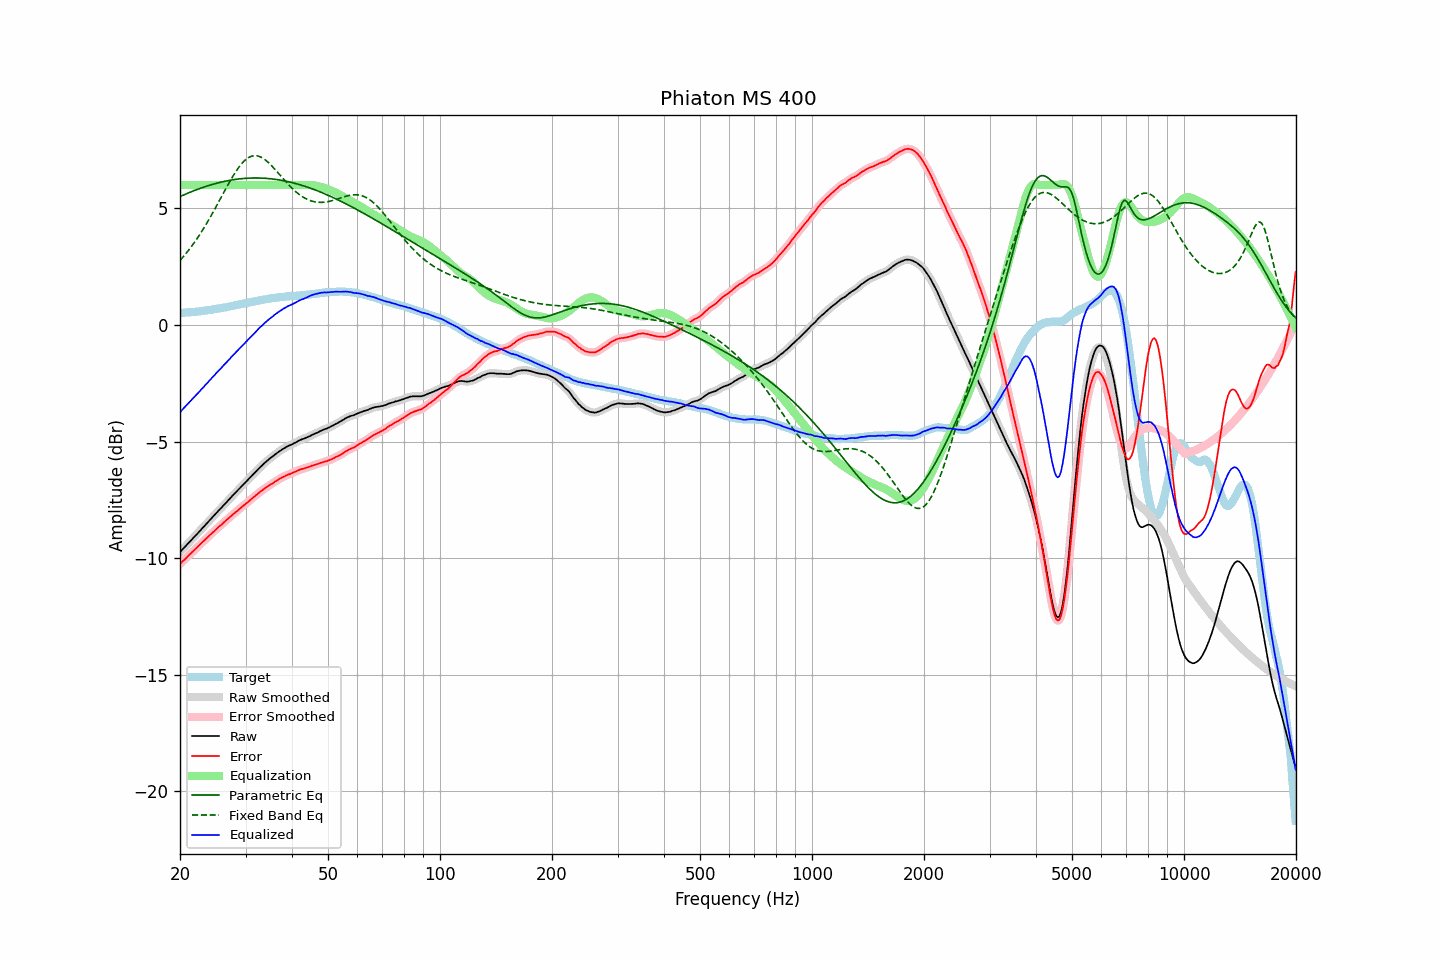 Phiaton MS 400
Amplitude (dBr)
5
0
−5
−10
−15
−20
Target
Raw Smoothed
Error Smoothed
Raw
Error
Equalization
Parametric Eq
Fixed Band Eq
Equalized
20 50 100 200 500 1000 2000 5000 10000 20000
Frequency (Hz)